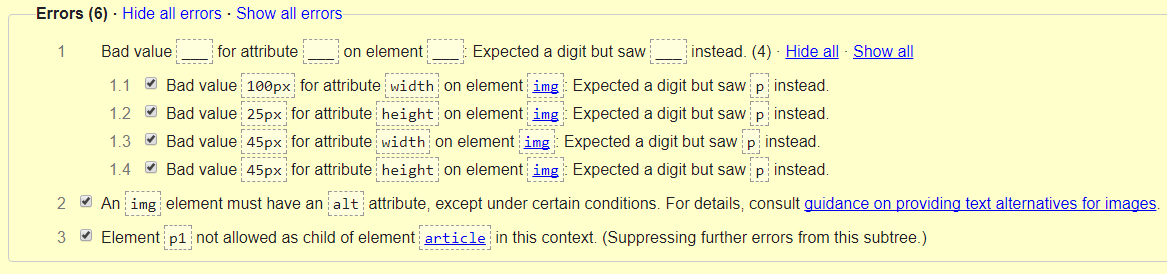 Errors (6) · Hide all errors · Show all errors
1 Bad value ___ for attribute ___ on element ___: Expected a digit but saw ___ instead. (4) · Hide all · Show all
1.1 Bad value 100px for attribute width on element img: Expected a digit but saw p instead.
1.2 Bad value 25px for attribute height on element img: Expected a digit but saw p instead.
1.3 Bad value 45px for attribute width on element img: Expected a digit but saw p instead.
1.4 Bad value 45px for attribute height on element img: Expected a digit but saw p instead.
2 An img element must have an alt attribute, except under certain conditions. For details, consult guidance on providing text alternatives for images.
3 Element p1 not allowed as child of element article in this context. (Suppressing further errors from this subtree.)